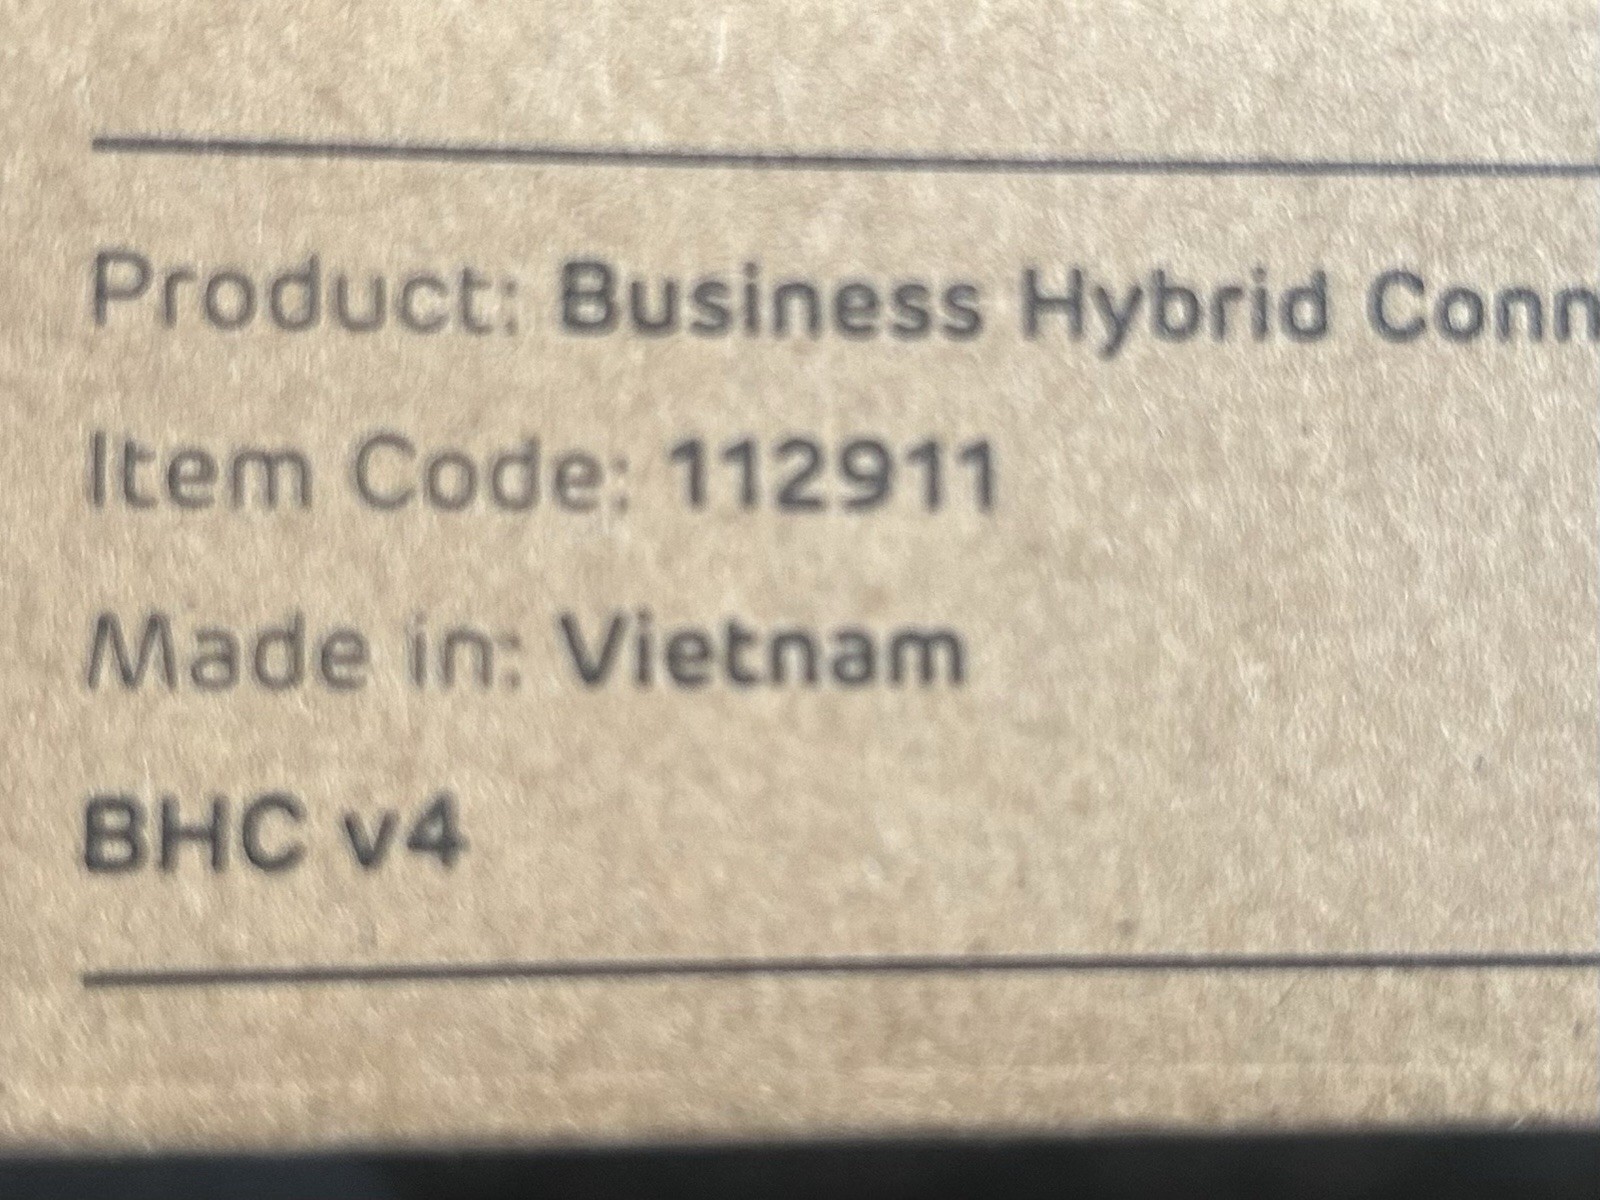 Product: Business Hybrid Conn
Item Code: 112911
Made in: Vietnam
BHC v4